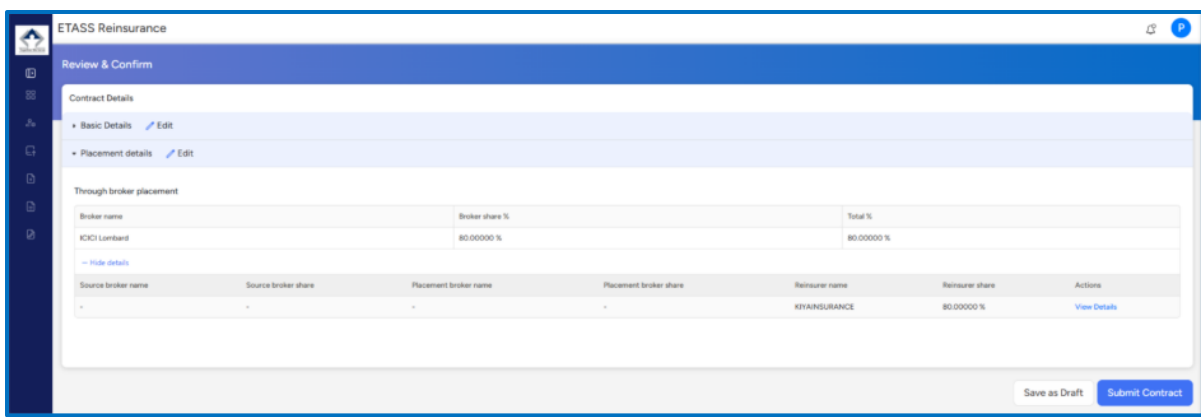 ETASS Reinsurance
P
Review & Confirm
Contract Details
Basic Details Edit
Placement details Edit
Through broker placement
Broker name Broker share % Total %
ICICI Lombard 80.00000 % 80.00000 %
— Hide details
Source broker name Source broker share Placement broker name Placement broker share Reinsurer name Reinsurer share Actions
- - - - KIYAINSURANCE 80.00000 % View Details
Save as Draft Submit Contract